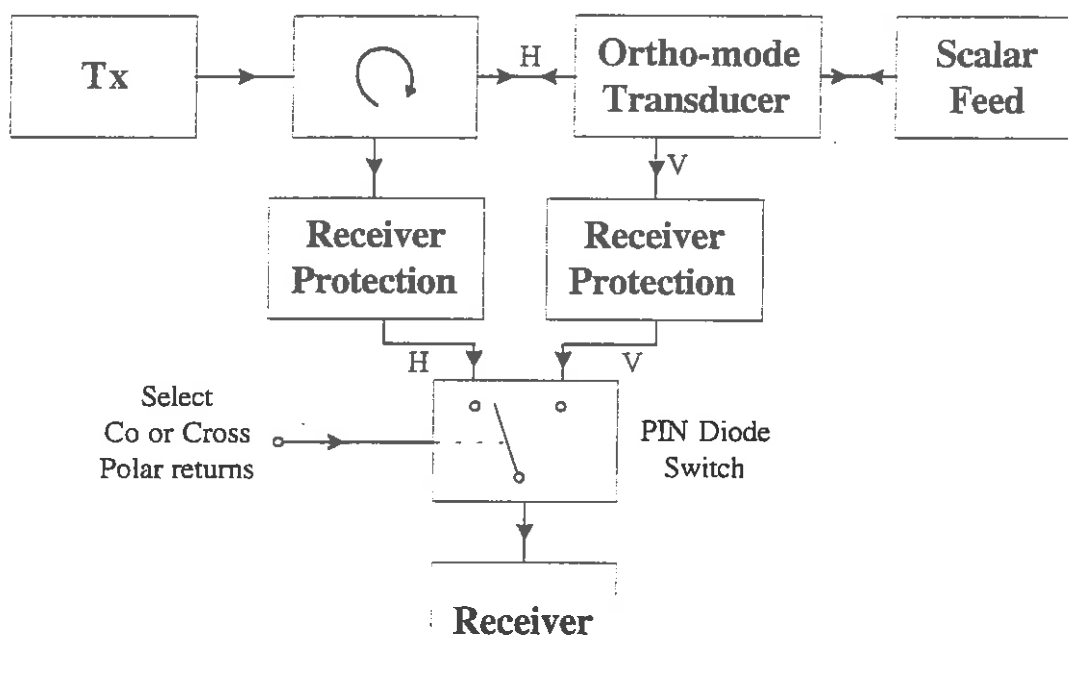 Tx
H
Ortho-mode
Transducer
Scalar
Feed
V
Receiver
Protection
Receiver
Protection
H
V
Select
Co or Cross
Polar returns
PIN Diode
Switch
Receiver